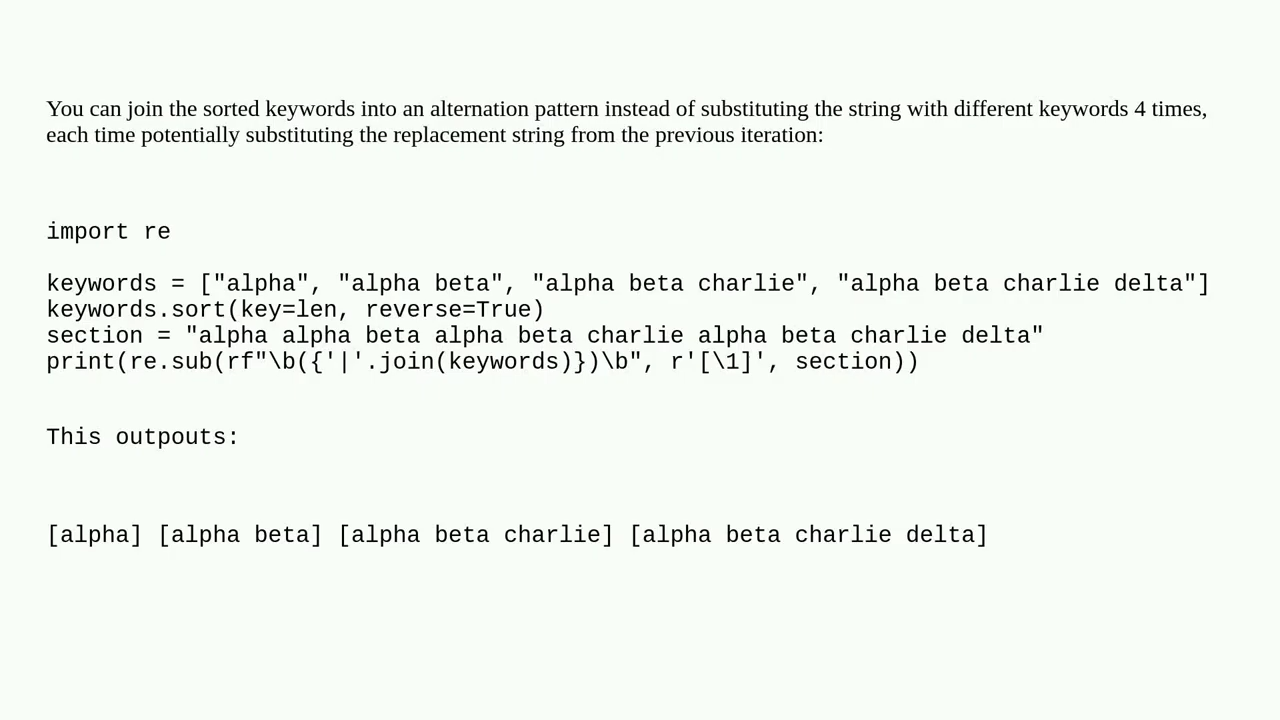 You can join the sorted keywords into an alternation pattern instead of substituting the string with different keywords 4 times,
each time potentially substituting the replacement string from the previous iteration:
import re
keywords = ["alpha", "alpha beta", "alpha beta charlie", "alpha beta charlie delta"]
keywords.sort(key=len, reverse=True)
section = "alpha alpha beta alpha beta charlie alpha beta charlie delta"
print(re.sub(rf"\b({'|'.join(keywords)})\b", r'[\1]', section))
This outpouts:
[alpha] [alpha beta] [alpha beta charlie] [alpha beta charlie delta]